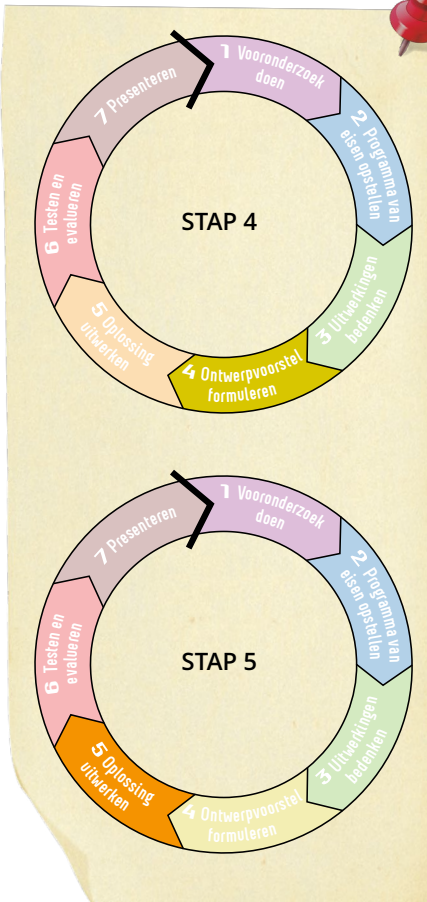 1 Vooronderzoek
doen
2 Programma van
eisen opstellen
3 Uitwerkingen
bedenken
4 Ontwerpvoorstel
formuleren
5 Oplossing
uitwerken
6 Testen en
evalueren
7 Presenteren
STAP 4
1 Vooronderzoek
doen
2 Programma van
eisen opstellen
3 Uitwerkingen
bedenken
4 Ontwerpvoorstel
formuleren
5 Oplossing
uitwerken
6 Testen en
evalueren
7 Presenteren
STAP 5